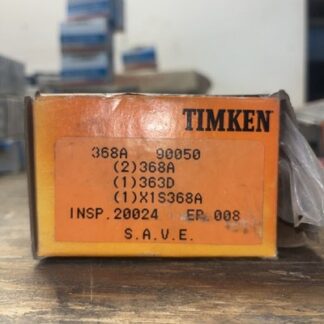 TIMKEN
368A 90050
(2)368A
(1)363D
(1)X1S368A
INSP.20024 EP.008
S.A.V.E.